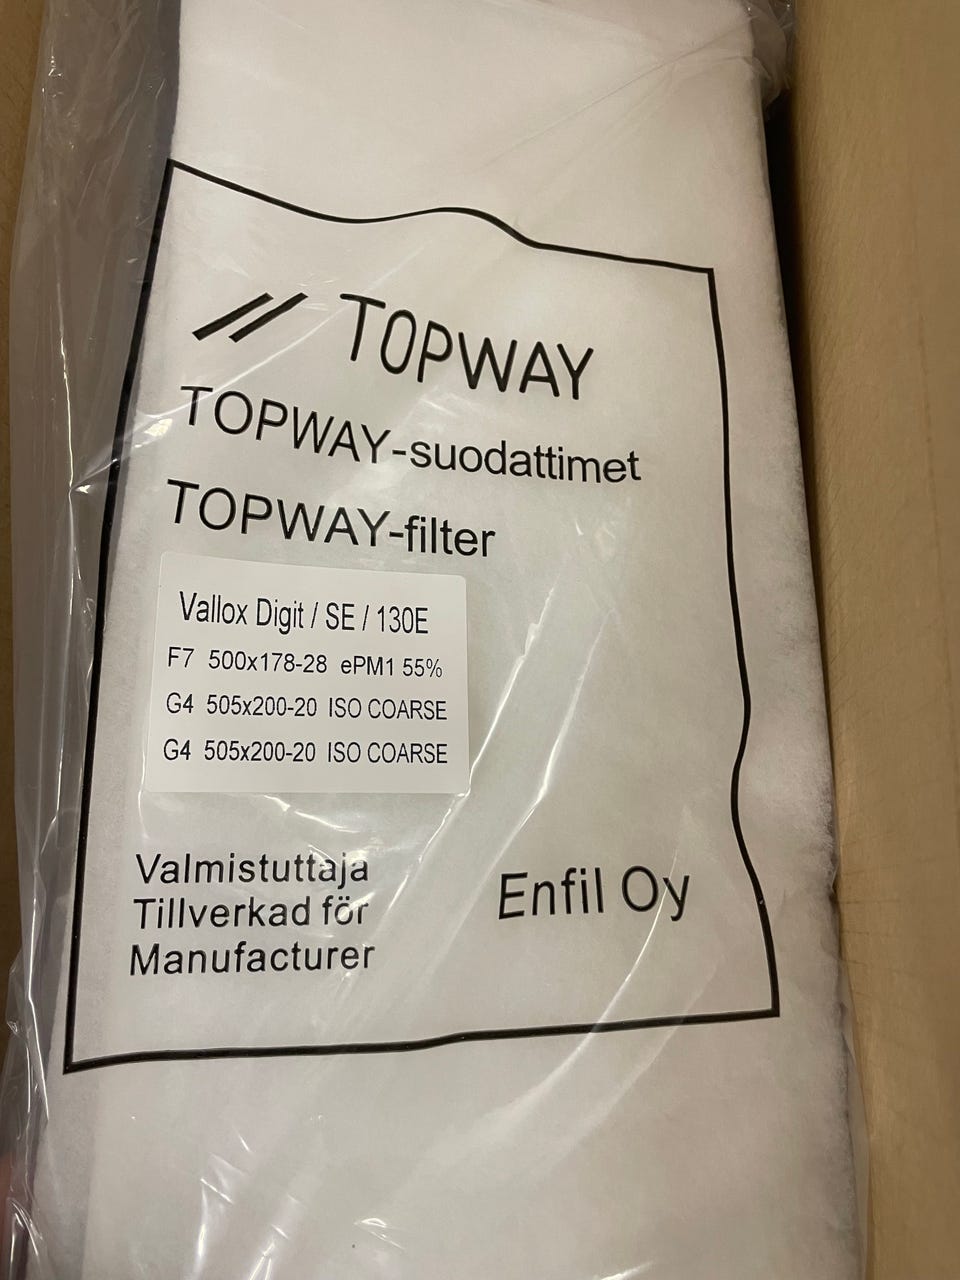 TOPWAY
TOPWAY-suodattimet
TOPWAY-filter
Vallox Digit / SE / 130E
F7 500x178-28 ePM1 55%
G4 505x200-20 ISO COARSE
G4 505x200-20 ISO COARSE
Valmistuttaja
Tillverkad för
Manufacturer
Enfil Oy